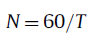 N = 60/T